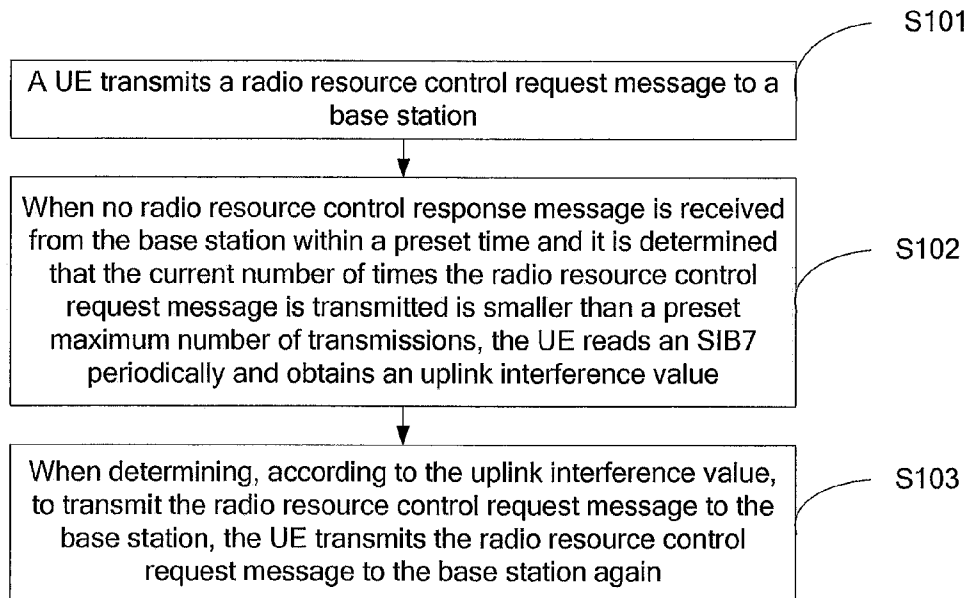 S101
A UE transmits a radio resource control request message to a
base station
When no radio resource control response message is received
from the base station within a preset time and it is determined
that the current number of times the radio resource control
request message is transmitted is smaller than a preset
maximum number of transmissions, the UE reads an SIB7
periodically and obtains an uplink interference value
S102
When determining, according to the uplink interference value,
to transmit the radio resource control request message to the
base station, the UE transmits the radio resource control
request message to the base station again
S103